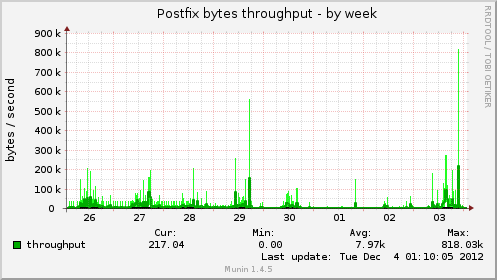 Postfix bytes throughput - by week
RRDTOOL / TOBI OETIKER
bytes / second
900 k
800 k
700 k
600 k
500 k
400 k
300 k
200 k
100 k
0
26 27 28 29 30 01 02 03
Cur: Min: Avg: Max:
throughput 217.04 0.00 7.97k 818.03k
Last update: Tue Dec 4 01:10:05 2012
Munin 1.4.5